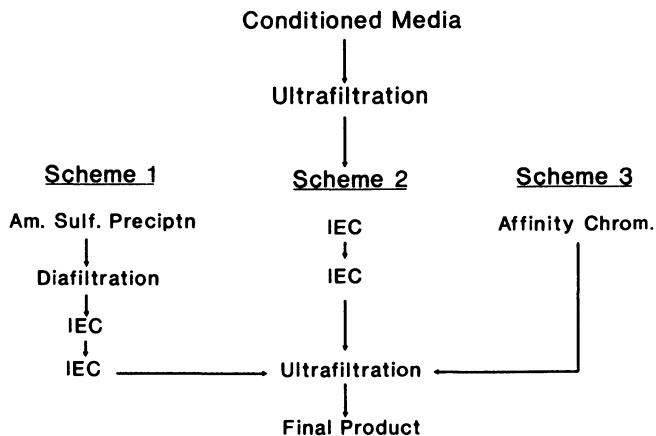 Conditioned Media
Ultrafiltration
Scheme 1
Am. Sulf. Preciptn
Diafiltration
IEC
IEC
Scheme 2
IEC
IEC
Scheme 3
Affinity Chrom.
Ultrafiltration
Final Product